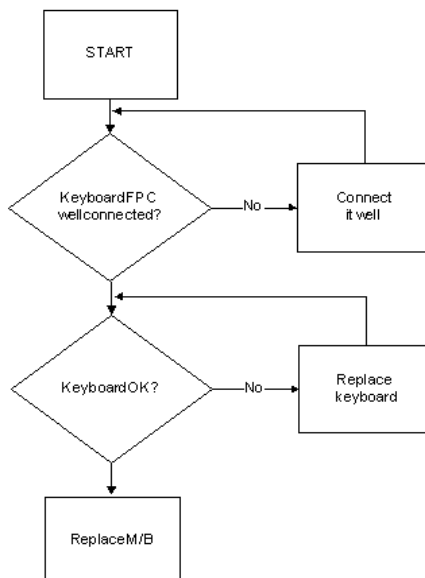 START
KeyboardFPC
wellconnected?
No
Connect
it well
KeyboardOK?
No
Replace
keyboard
ReplaceM/B